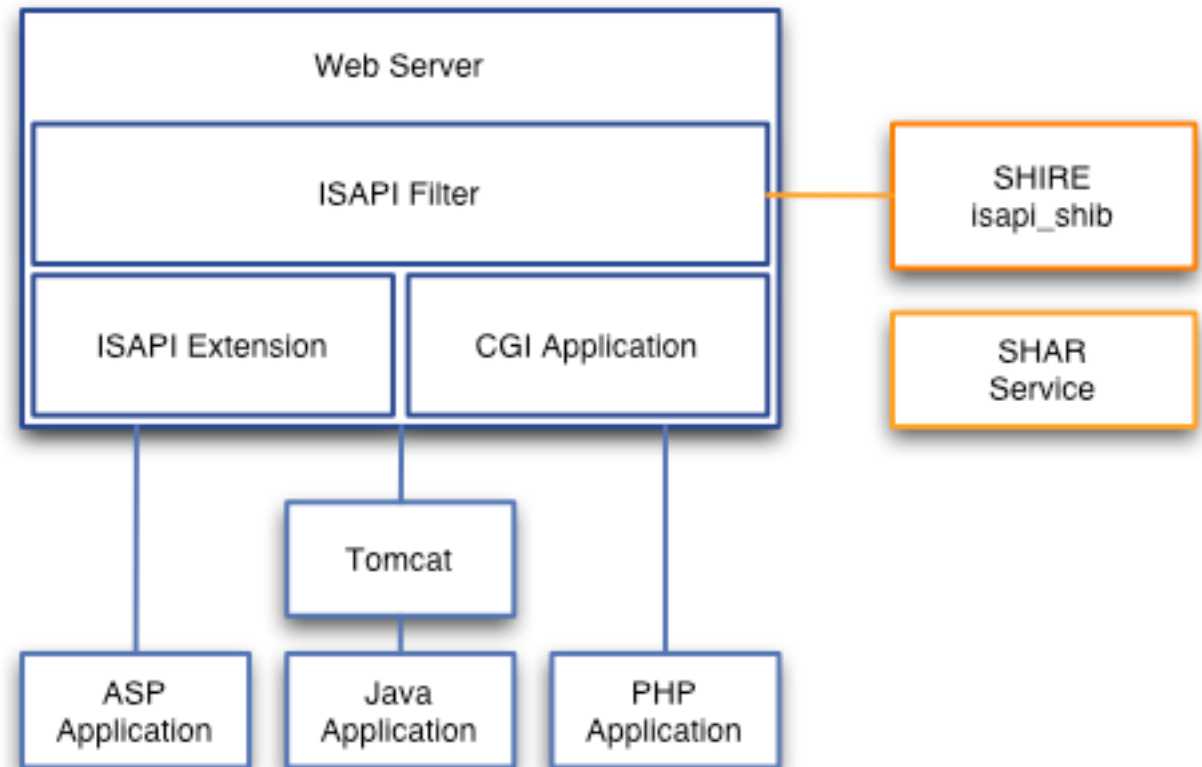 Web Server
ISAPI Filter
SHIRE
isapi_shib
ISAPI Extension
CGI Application
SHAR
Service
Tomcat
ASP
Application
Java
Application
PHP
Application